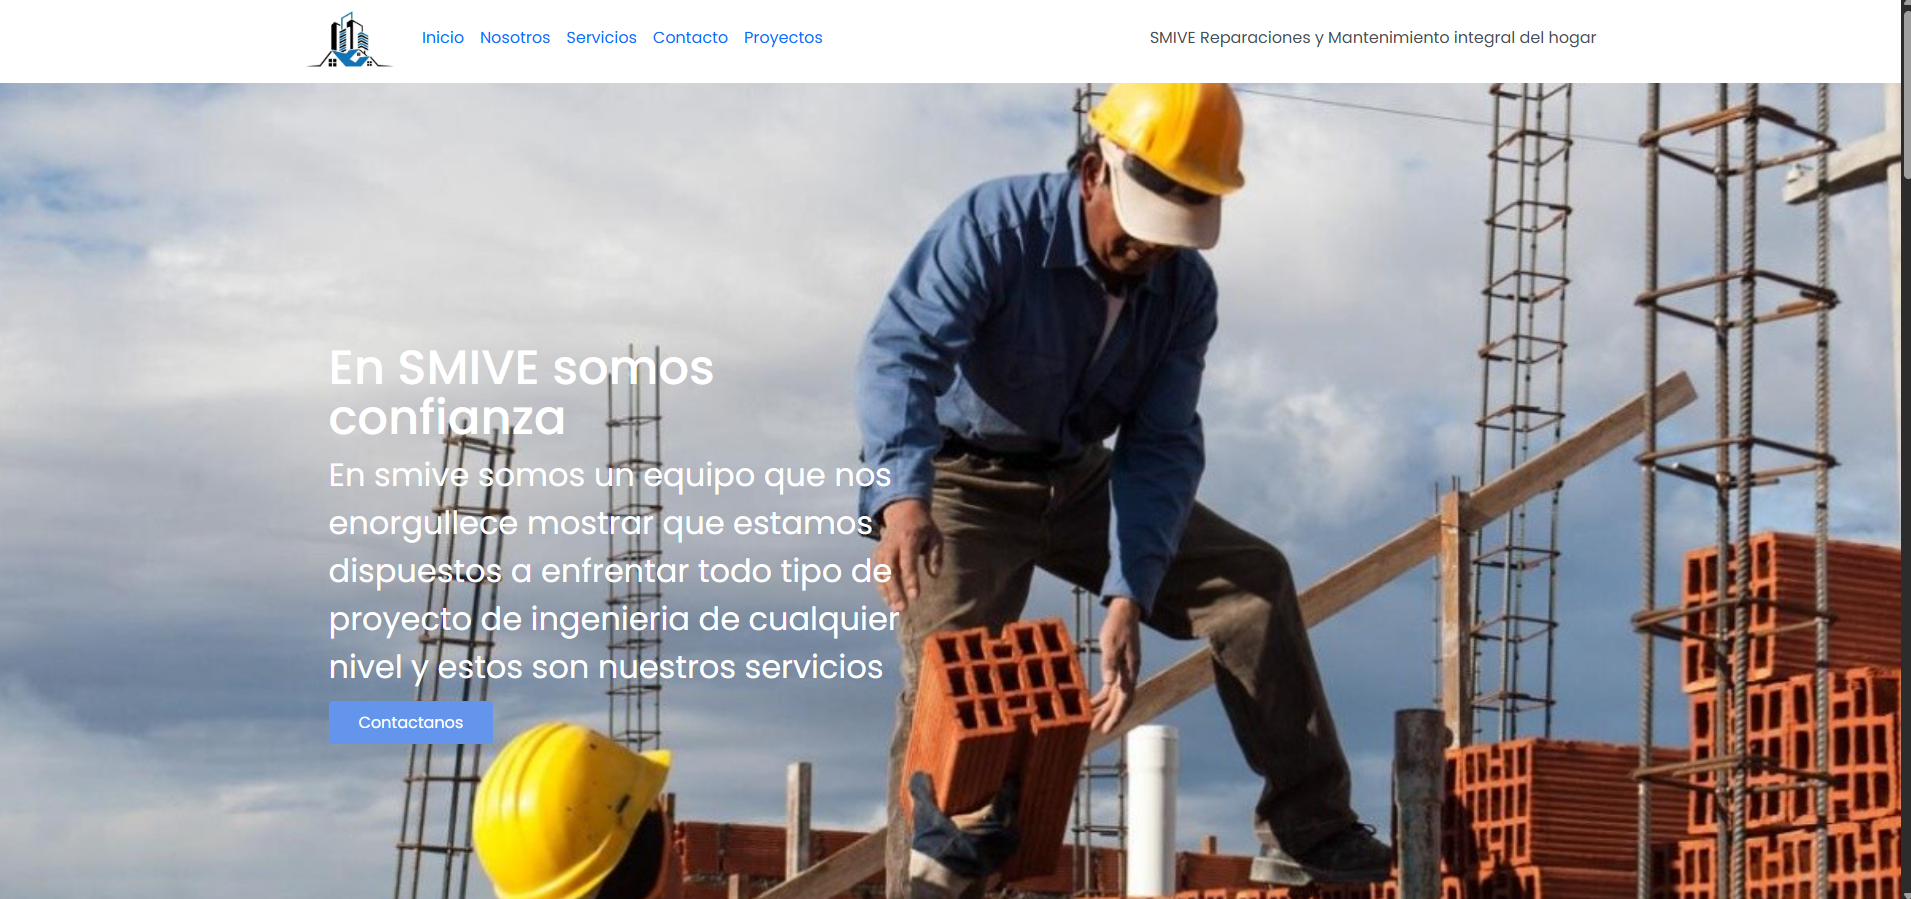 Inicio Nosotros Servicios Contacto Proyectos SMIVE Reparaciones y Mantenimiento integral del hogar
En SMIVE somos
confianza
En smive somos un equipo que nos
enorgullece mostrar que estamos
dispuestos a enfrentar todo tipo de
proyecto de ingenieria de cualquier
nivel y estos son nuestros servicios
Contactanos